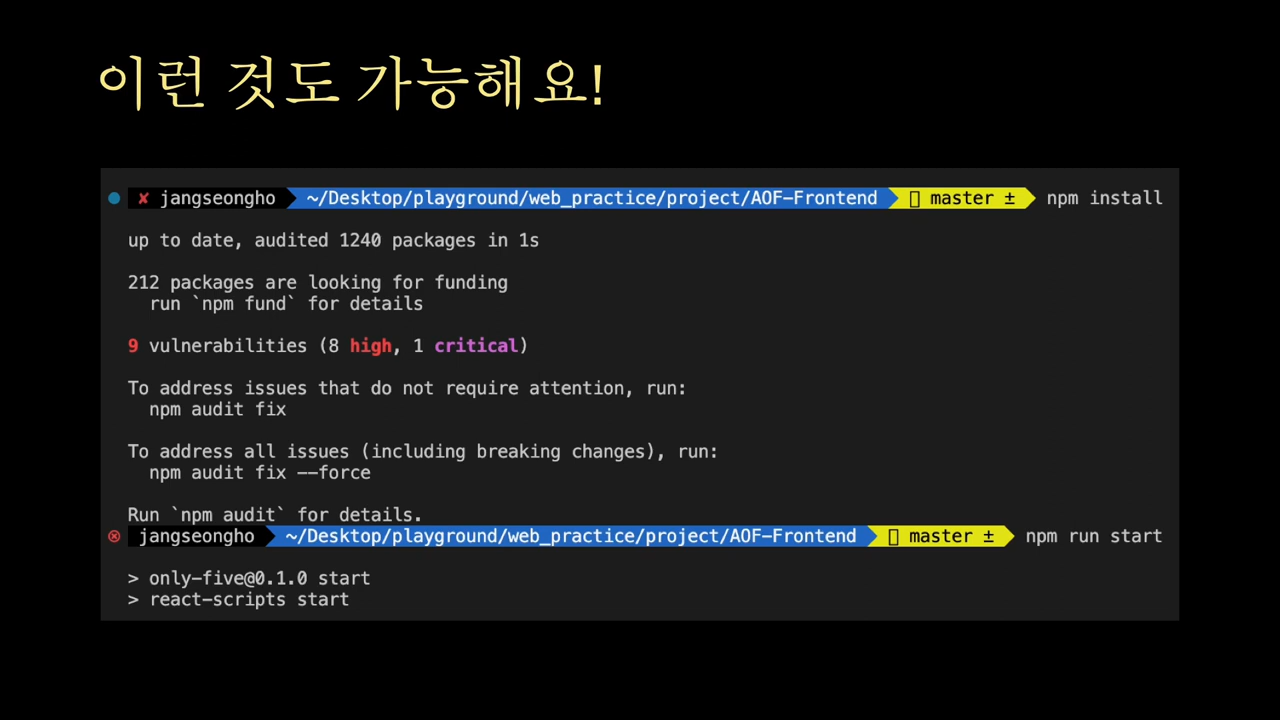 이런 것도 가능해요!
✘ jangseongho ~/Desktop/playground/web_practice/project/AOF-Frontend master ± npm install
up to date, audited 1240 packages in 1s
212 packages are looking for funding
run `npm fund` for details
9 vulnerabilities (8 high, 1 critical)
To address issues that do not require attention, run:
npm audit fix
To address all issues (including breaking changes), run:
npm audit fix --force
Run `npm audit` for details.
jangseongho ~/Desktop/playground/web_practice/project/AOF-Frontend master ± npm run start
> only-five@0.1.0 start
> react-scripts start